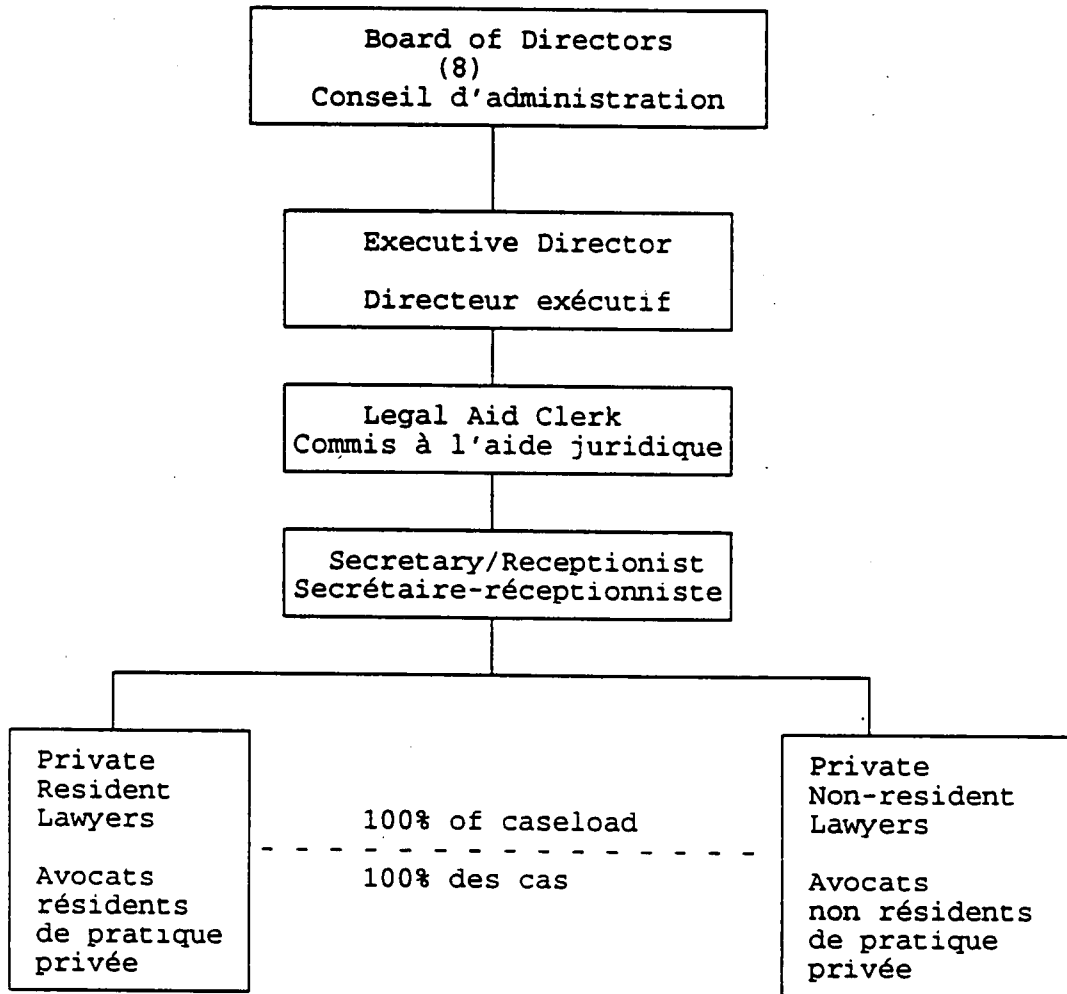 Board of Directors
(8)
Conseil d'administration
Executive Director
Directeur exécutif
Legal Aid Clerk
Commis à l'aide juridique
Secretary/Receptionist
Secrétaire-réceptionniste
Private
Resident
Lawyers
Avocats
résidents
de pratique
privée
100% of caseload
100% des cas
Private
Non-resident
Lawyers
Avocats
non résidents
de pratique
privée